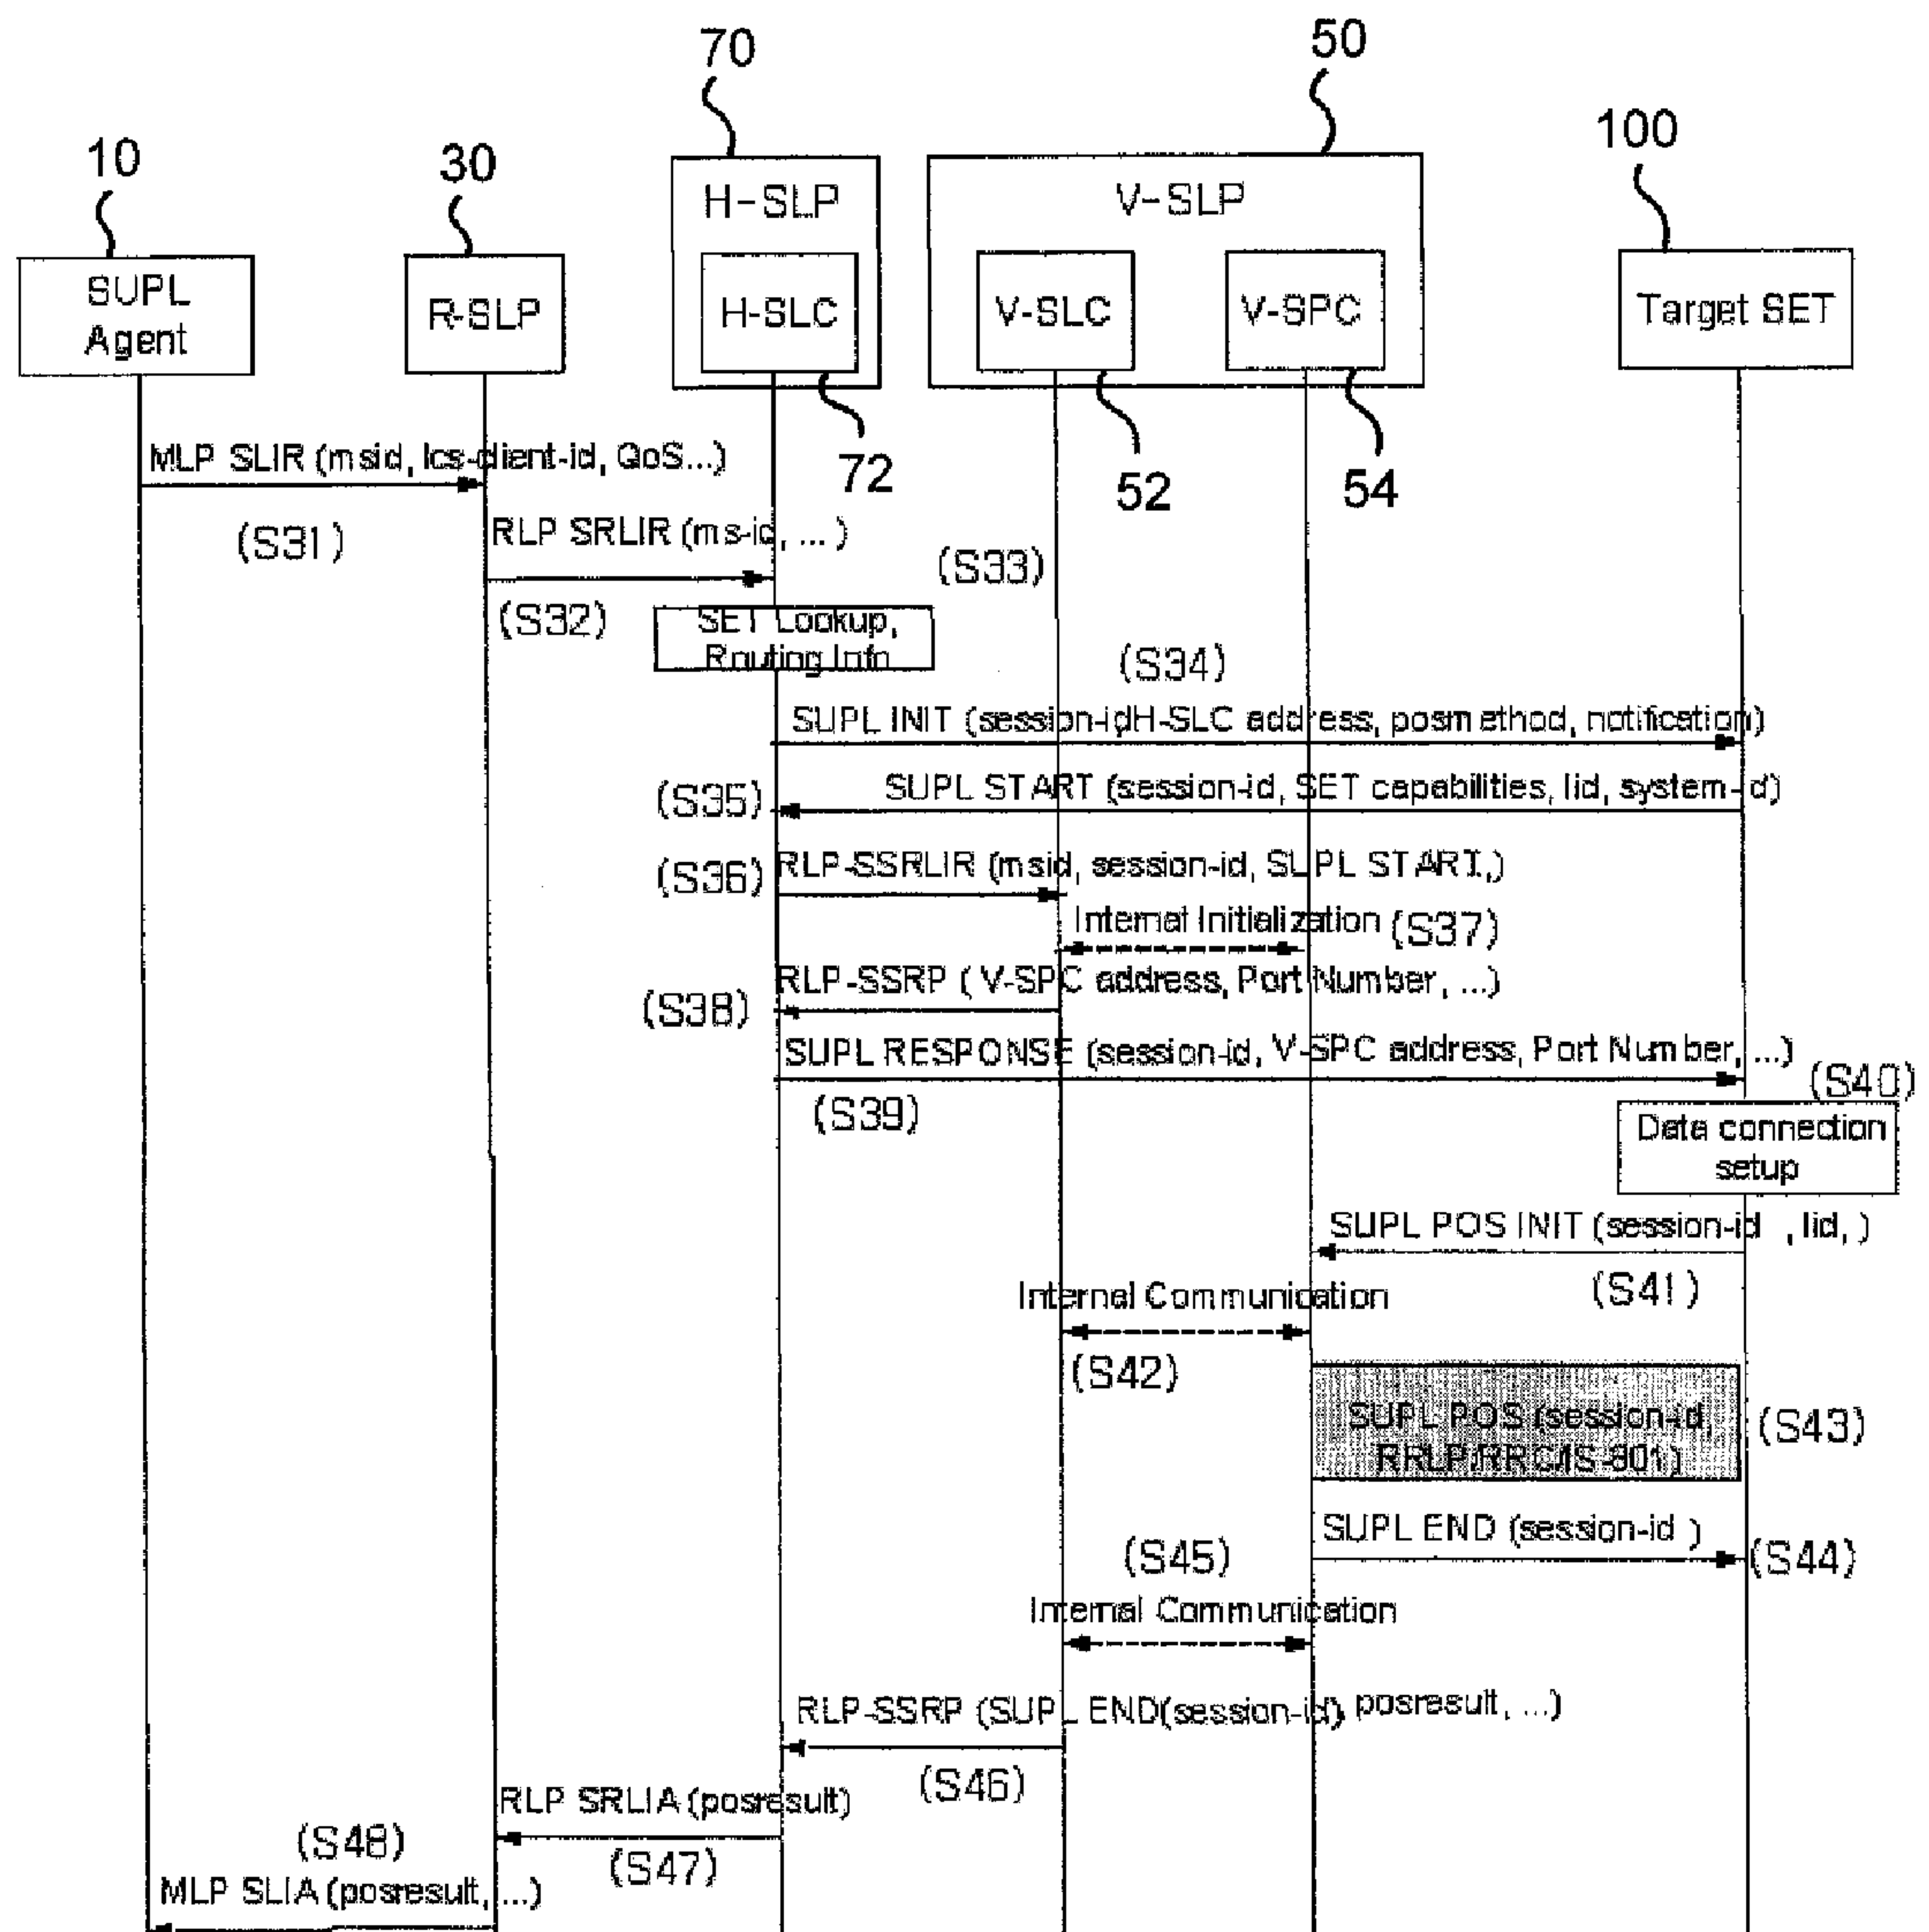 70
50
10
30
100
H-SLP
V-SLP
SUPL
Agent
R-SLP
H-SLC
V-SLC
V-SPC
Target SET
72
52
54
MLP SLIR (msid, lcs-client-id, QoS...)
(S31)
RLP SRLIR (ms-id, ... )
(S32)
(S33)
SET Lookup,
Routing Info
(S34)
SUPL INIT (session-idH-SLC address, posmethod, notification)
(S35)
SUPL START (session-id, SET capabilities, lid, system-id)
(S36)
RLP-SSRLIR (msid, session-id, SUPL START,)
Internal Initialization (S37)
RLP-SSRP ( V-SPC address, Port Number, ...)
(S38)
SUPL RESPONSE (session-id, V-SPC address, Port Number, ...)
(S39)
(S40)
Data connection
setup
SUPL POS INIT (session-id , lid, )
(S41)
Internal Communication
(S42)
SUPL POS (session-id,
RRLP/RRC/IS-801)
(S43)
SUPL END (session-id )
(S44)
(S45)
Internal Communication
RLP-SSRP (SUPL END(session-id), posresult, ...)
(S46)
RLP SRLIA (posresult)
(S47)
(S48)
MLP SLIA (posresult, ...)